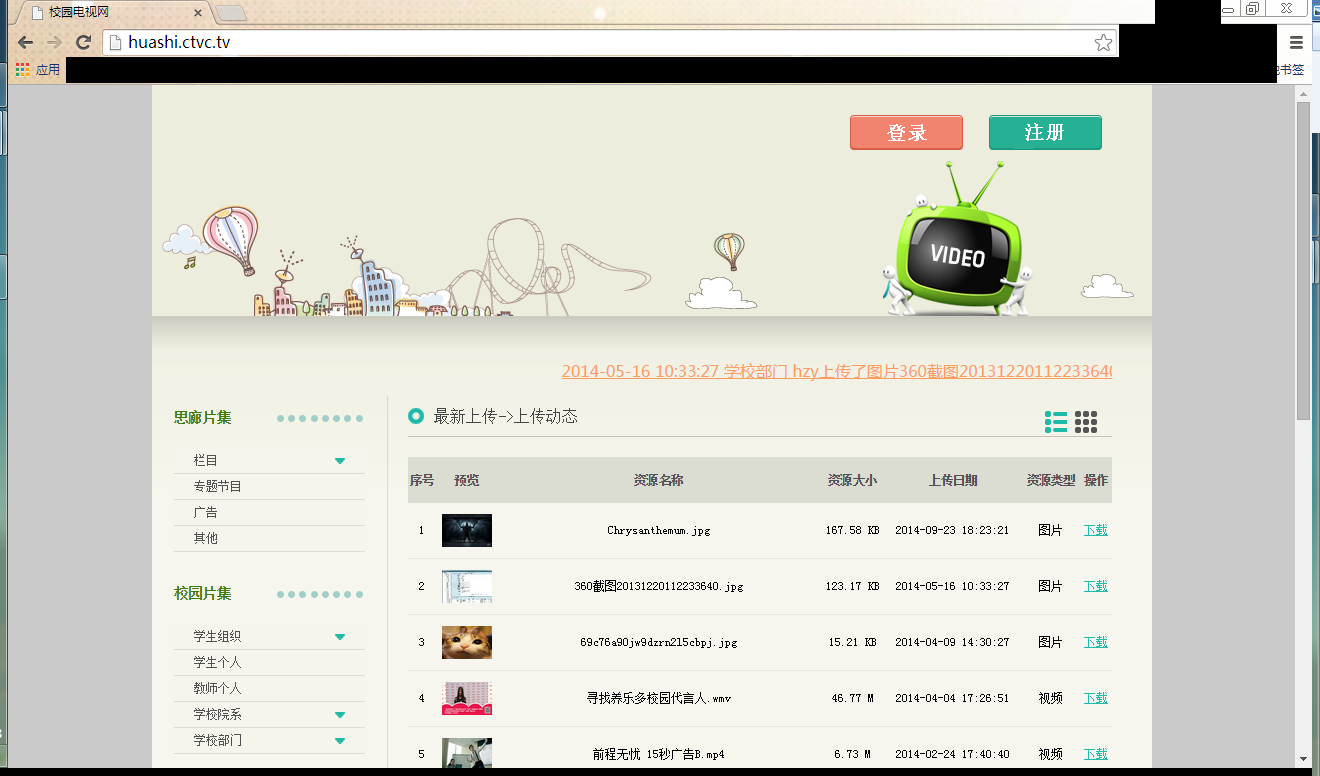 校园电视网
huashi.ctvc.tv
应用
书签
登录 注册
VIDEO
2014-05-16 10:33:27 学校部门 hzy上传了图片360截图20131220112233640
思廊片集
栏目
专题节目
广告
其他
校园片集
学生组织
学生个人
教师个人
学校院系
学校部门
最新上传->上传动态
序号 预览 资源名称 资源大小 上传日期 资源类型 操作
1 Chrysanthemum.jpg 167.58 KB 2014-09-23 18:23:21 图片 下载
2 360截图20131220112233640.jpg 123.17 KB 2014-05-16 10:33:27 图片 下载
3 69c76a90jw9dzrn2l5cbpj.jpg 15.21 KB 2014-04-09 14:30:27 图片 下载
4 寻找养乐多校园代言人.wmv 46.77 M 2014-04-04 17:26:51 视频 下载
5 前程无忧 15秒广告B.mp4 6.73 M 2014-02-24 17:40:40 视频 下载